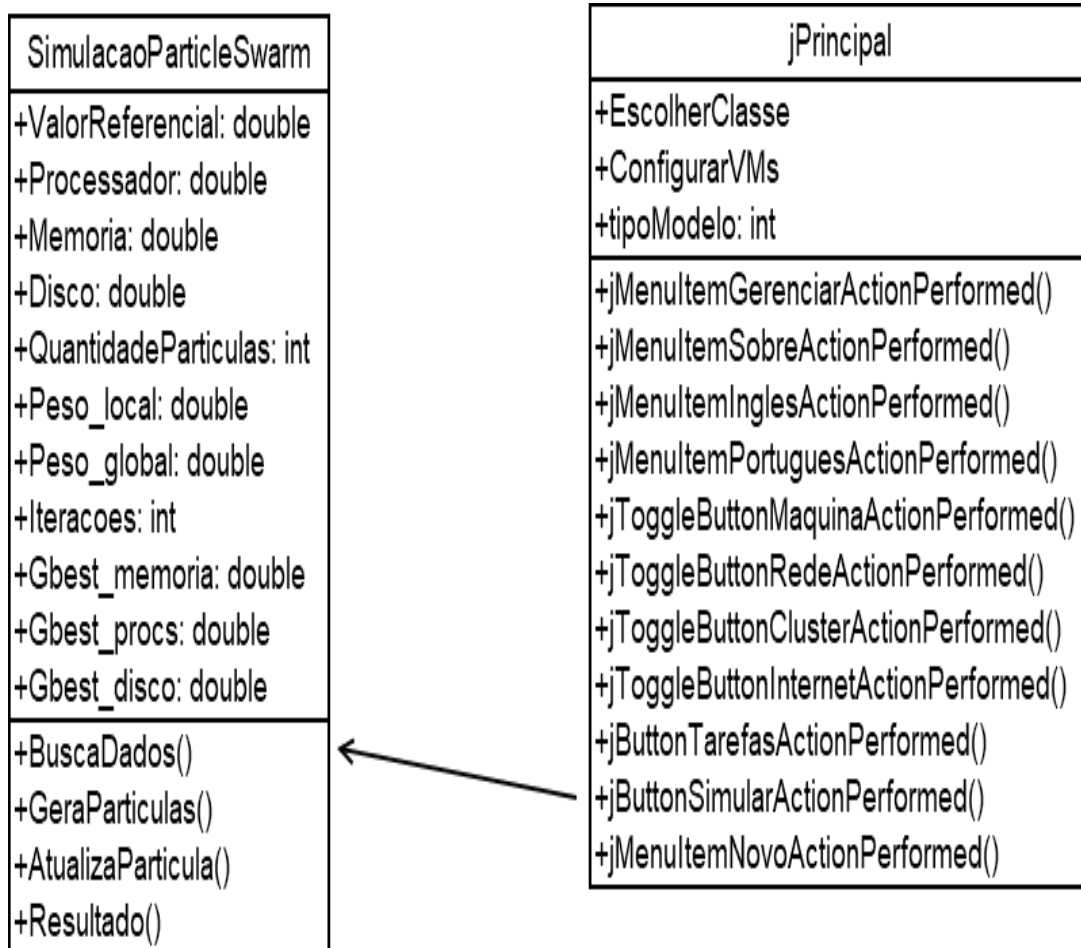 SimulacaoParticleSwarm
+ValorReferencial: double
+Processador: double
+Memoria: double
+Disco: double
+QuantidadeParticulas: int
+Peso_local: double
+Peso_global: double
+Iteracoes: int
+Gbest_memoria: double
+Gbest_procs: double
+Gbest_disco: double
+BuscaDados()
+GeraParticulas()
+AtualizaParticula()
+Resultado()
jPrincipal
+EscolherClasse
+ConfigurarVMs
+tipoModelo: int
+jMenuItemGerenciarActionPerformed()
+jMenuItemSobreActionPerformed()
+jMenuItemInglesActionPerformed()
+jMenuItemPortuguesActionPerformed()
+jToggleButtonMaquinaActionPerformed()
+jToggleButtonRedeActionPerformed()
+jToggleButtonClusterActionPerformed()
+jToggleButtonInternetActionPerformed()
+jButtonTarefasActionPerformed()
+jButtonSimularActionPerformed()
+jMenuItemNovoActionPerformed()